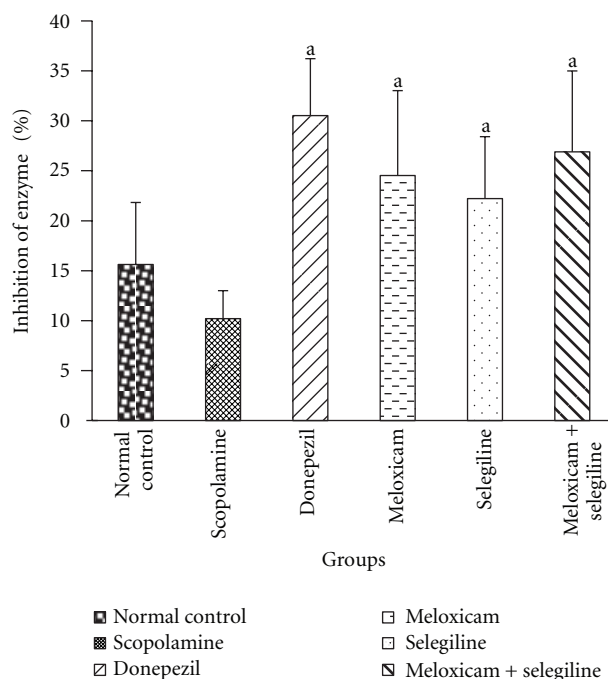 40
35
30
25
20
15
10
5
0
Inhibition of enzyme (%)
a
a
a
a
Normal
control
Scopolamine
Donepezil
Meloxicam
Selegiline
Meloxicam +
selegiline
Groups
Normal control
Scopolamine
Donepezil
Meloxicam
Selegiline
Meloxicam + selegiline